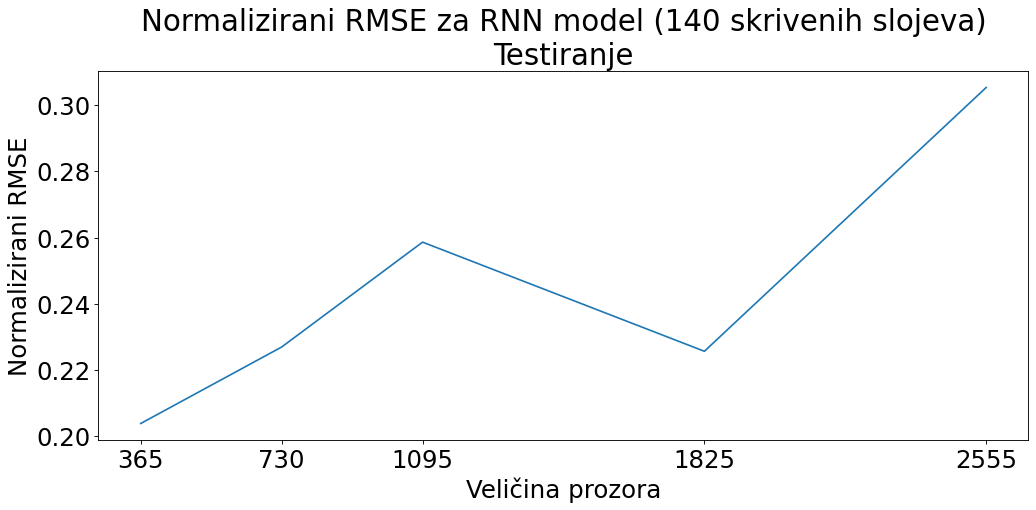 Normalizirani RMSE za RNN model (140 skrivenih slojeva)
Testiranje
Normalizirani RMSE
0.30
0.28
0.26
0.24
0.22
0.20
365 730 1095 1825 2555
Veličina prozora